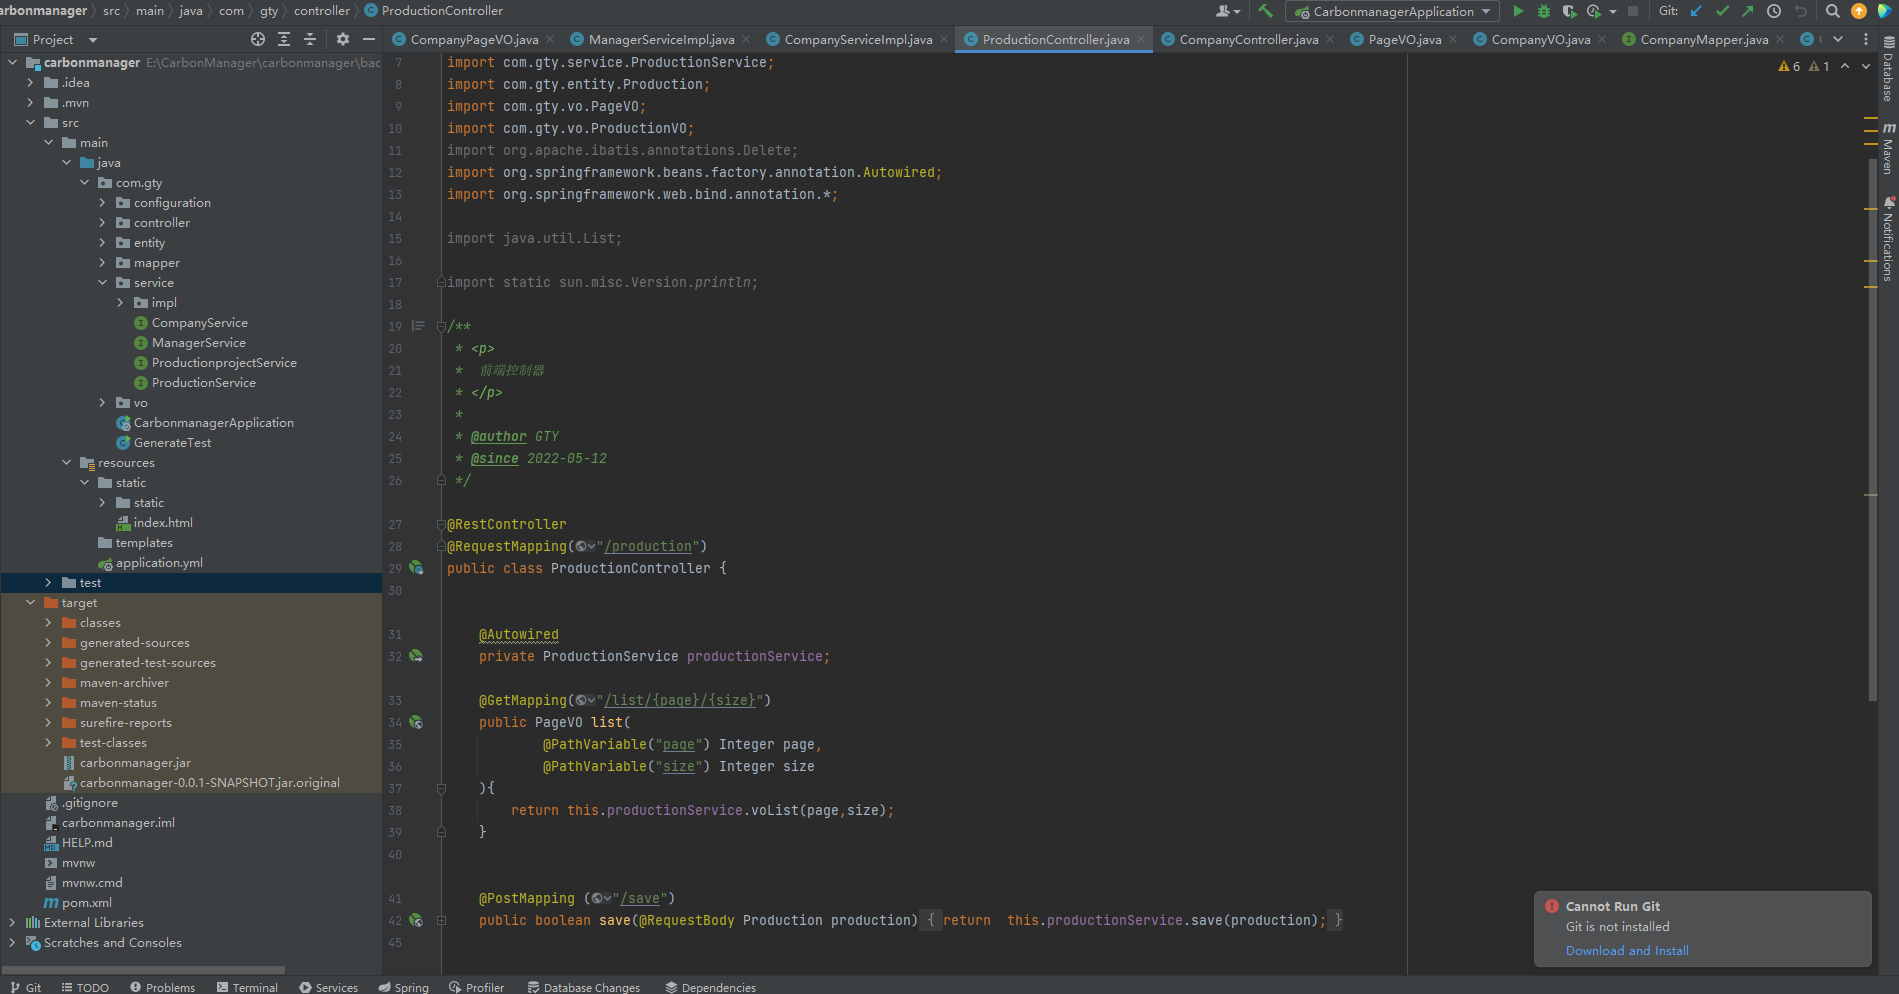 arbonmanager > src > main > java > com > gty > controller > ProductionController
CarbonmanagerApplication
Git:
Project
CompanyPageVO.java
ManagerServiceImpl.java
CompanyServiceImpl.java
ProductionController.java
CompanyController.java
PageVO.java
CompanyVO.java
CompanyMapper.java
carbonmanager E:\CarbonManager\carbonmanager\bac
.idea
.mvn
src
main
java
com.gty
configuration
controller
entity
mapper
service
impl
CompanyService
ManagerService
ProductionprojectService
ProductionService
vo
CarbonmanagerApplication
GenerateTest
resources
static
static
index.html
templates
application.yml
test
target
classes
generated-sources
generated-test-sources
maven-archiver
maven-status
surefire-reports
test-classes
carbonmanager.jar
carbonmanager-0.0.1-SNAPSHOT.jar.original
.gitignore
carbonmanager.iml
HELP.md
mvnw
mvnw.cmd
pom.xml
External Libraries
Scratches and Consoles
7 import com.gty.service.ProductionService;
8 import com.gty.entity.Production;
9 import com.gty.vo.PageVO;
10 import com.gty.vo.ProductionVO;
11 import org.apache.ibatis.annotations.Delete;
12 import org.springframework.beans.factory.annotation.Autowired;
13 import org.springframework.web.bind.annotation.*;
14
15 import java.util.List;
16
17 import static sun.misc.Version.println;
18
19 /**
20 * <p>
21 * 前端控制器
22 * </p>
23 *
24 * @author GTY
25 * @since 2022-05-12
26 */
27 @RestController
28 @RequestMapping("/production")
29 public class ProductionController {
30
31 @Autowired
32 private ProductionService productionService;
33 @GetMapping("/list/{page}/{size}")
34 public PageVO list(
35 @PathVariable("page") Integer page,
36 @PathVariable("size") Integer size
37 ){
38 return this.productionService.voList(page,size);
39 }
40
41 @PostMapping ("/save")
42 public boolean save(@RequestBody Production production) { return this.productionService.save(production); }
45
6 1
Database
Maven
Notifications
Cannot Run Git
Git is not installed
Download and Install
Git
TODO
Problems
Terminal
Services
Spring
Profiler
Database Changes
Dependencies